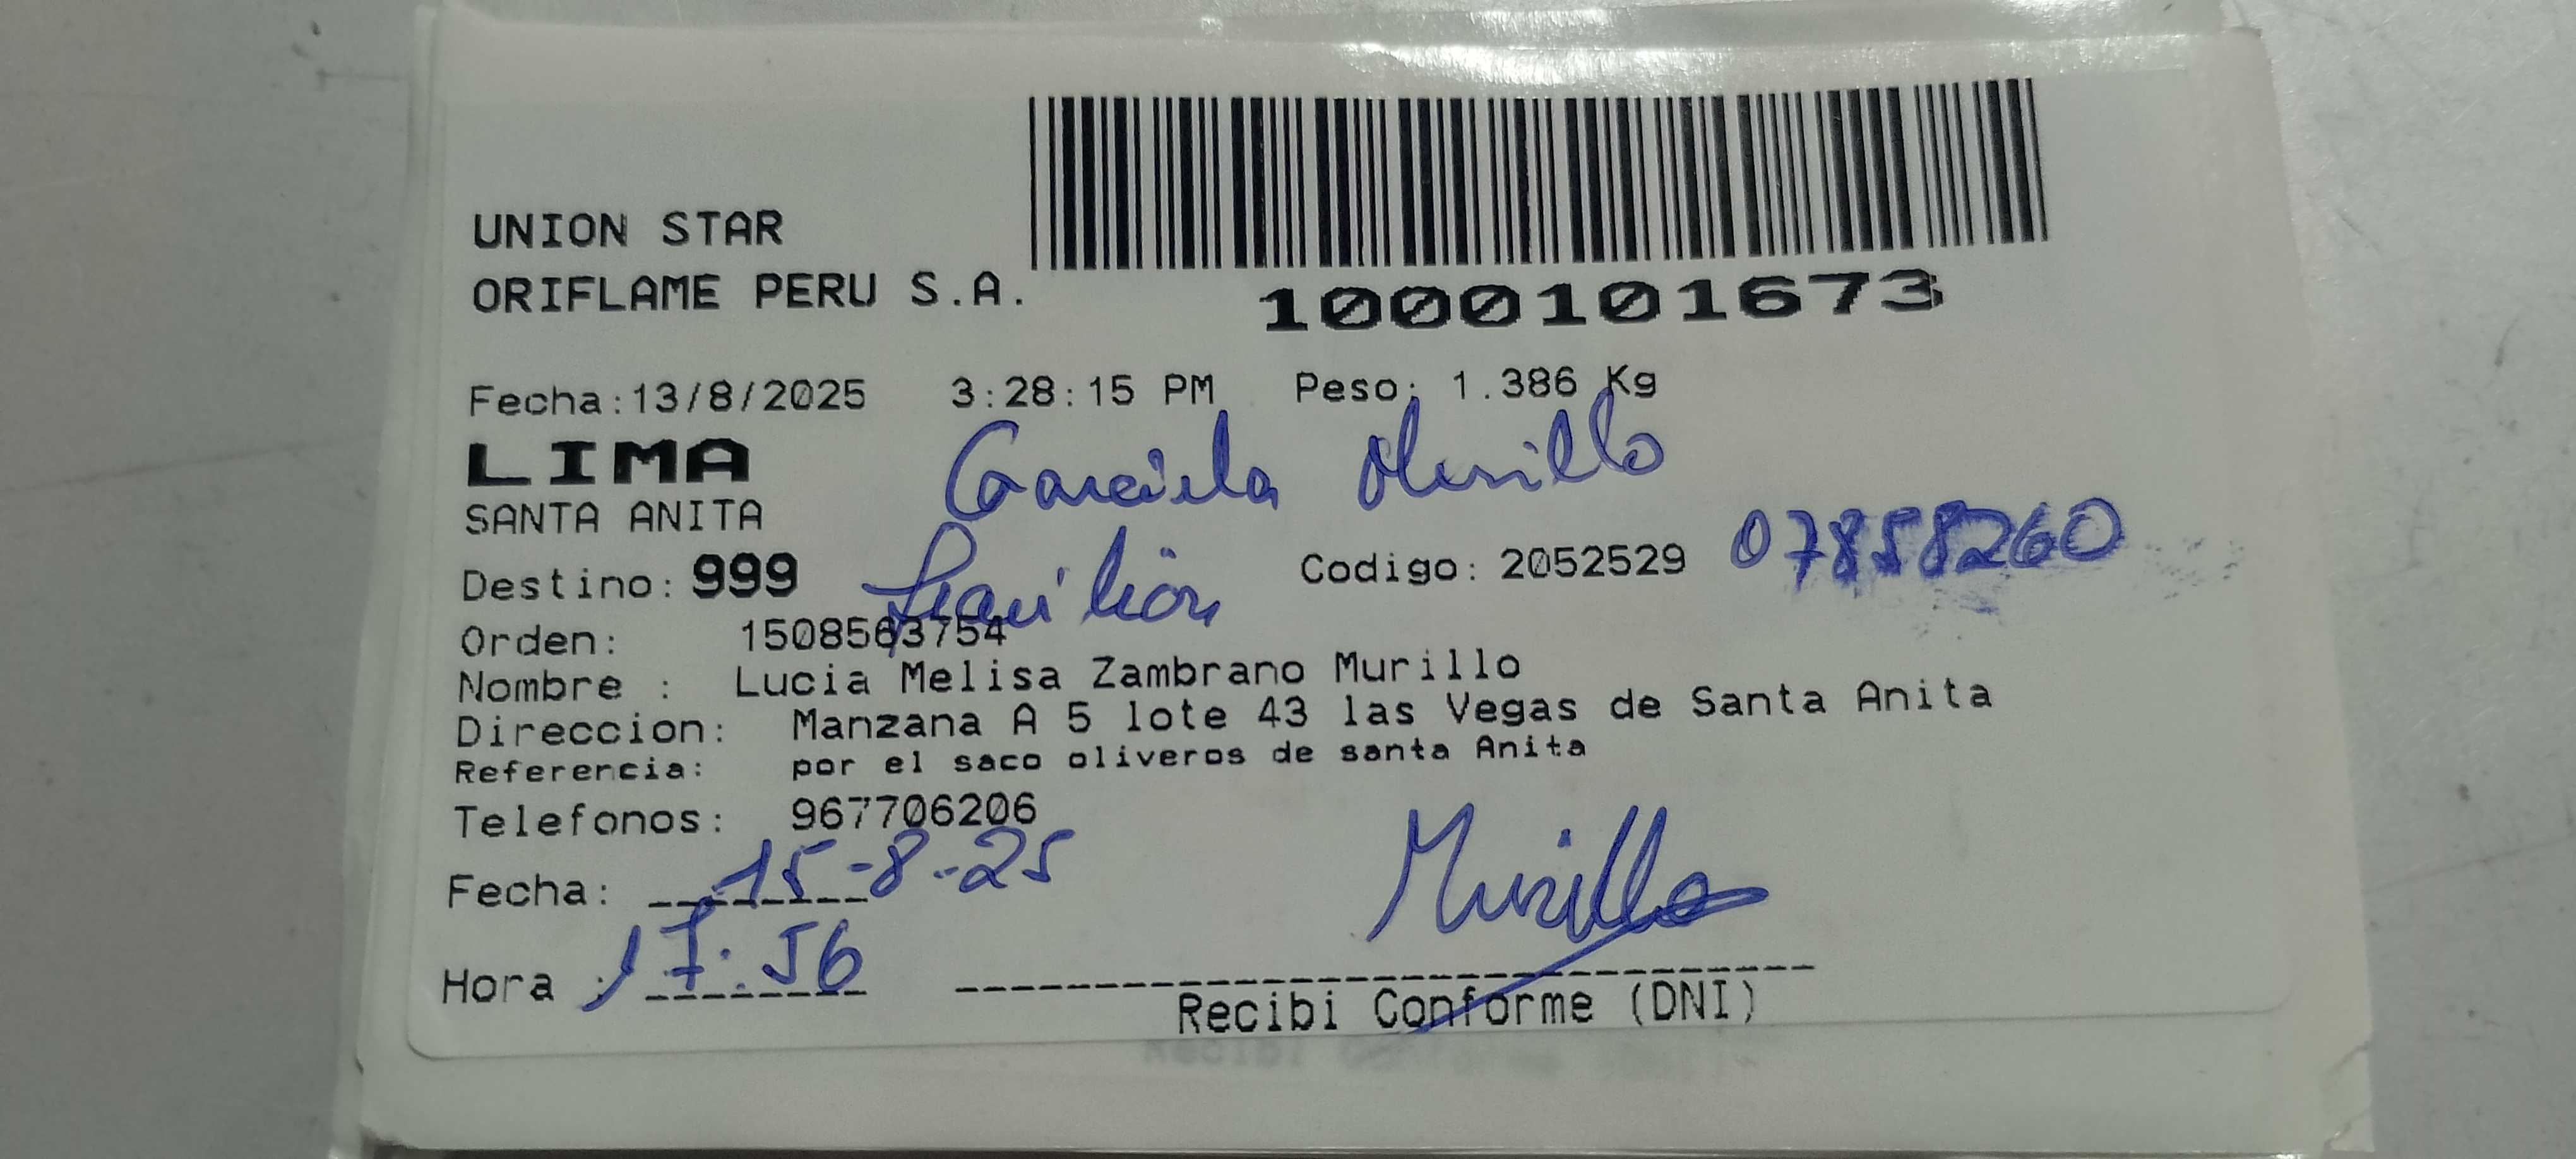 UNION STAR
ORIFLAME PERU S.A.
1000101673
Fecha:13/8/2025 3:28:15 PM Peso: 1.386 Kg
LIMA
Murillo
SANTA ANITA
Destino: 999 Codigo: 2052529 07858260
Orden: 1508563754
Nombre : Lucia Melisa Zambrano Murillo
Direccion: Manzana A 5 lote 43 las Vegas de Santa Anita
Referencia: por el saco oliveros de santa Anita
Telefonos: 967706206
Fecha: 15-8-25
Murillo
Hora : 17:56
Recibi Conforme (DNI)